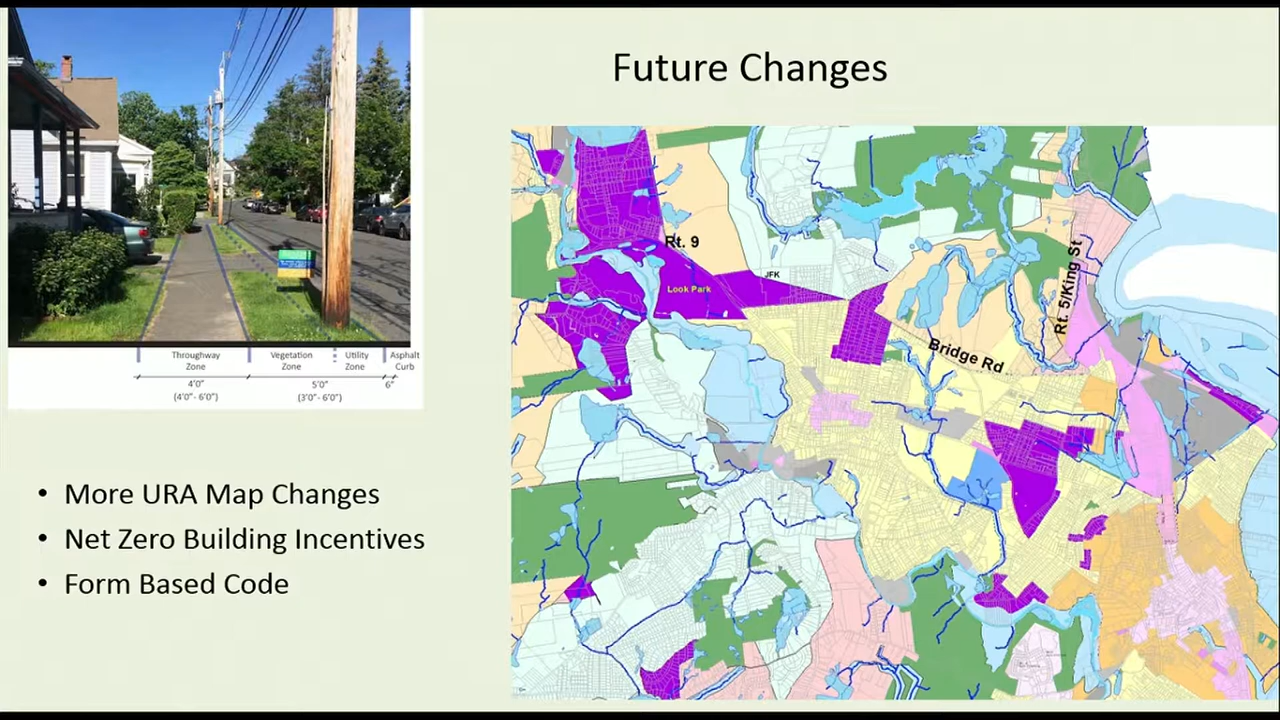 Future Changes
Throughway
Zone
Vegetation
Zone
Utility
Zone
Asphalt
Curb
4'0"
5'0"
6"
(4'0"- 6'0")
(3'0"- 6'0")
• More URA Map Changes
• Net Zero Building Incentives
• Form Based Code
Rt. 9
JFK
Look Park
Rt. 5/King St
Bridge Rd